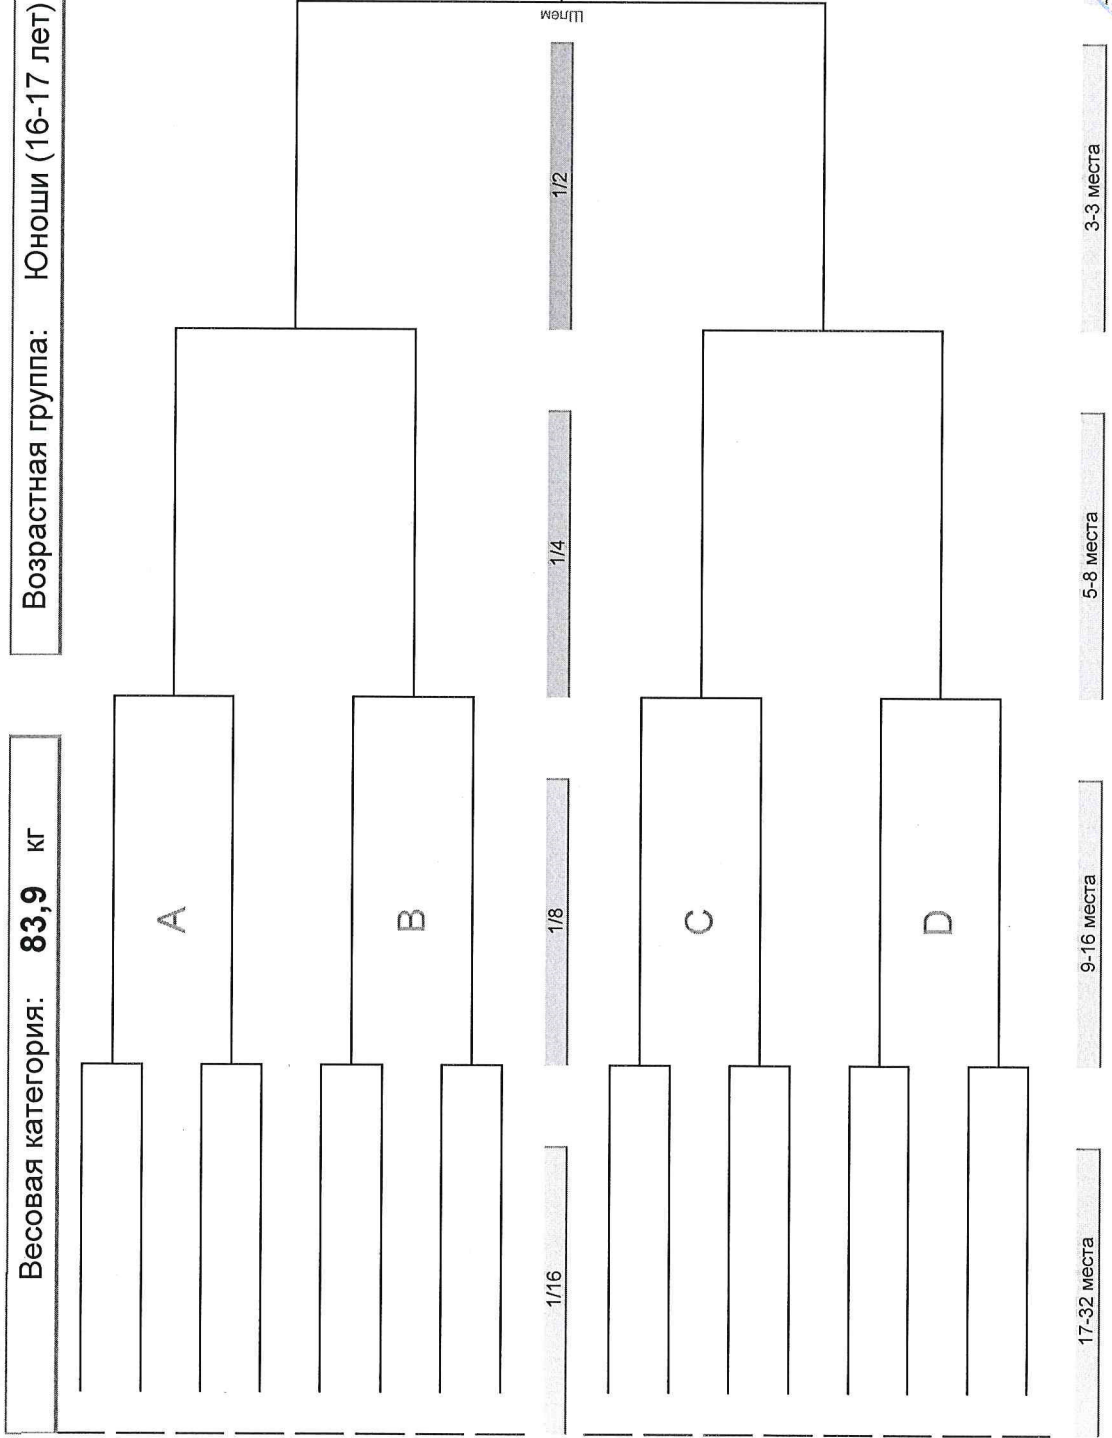 Весовая категория: 83,9 кг
Возрастная группа: Юноши (16-17 лет)
A
B
Шлем
1/16
1/8
1/4
1/2
C
D
17-32 места
9-16 места
5-8 места
3-3 места